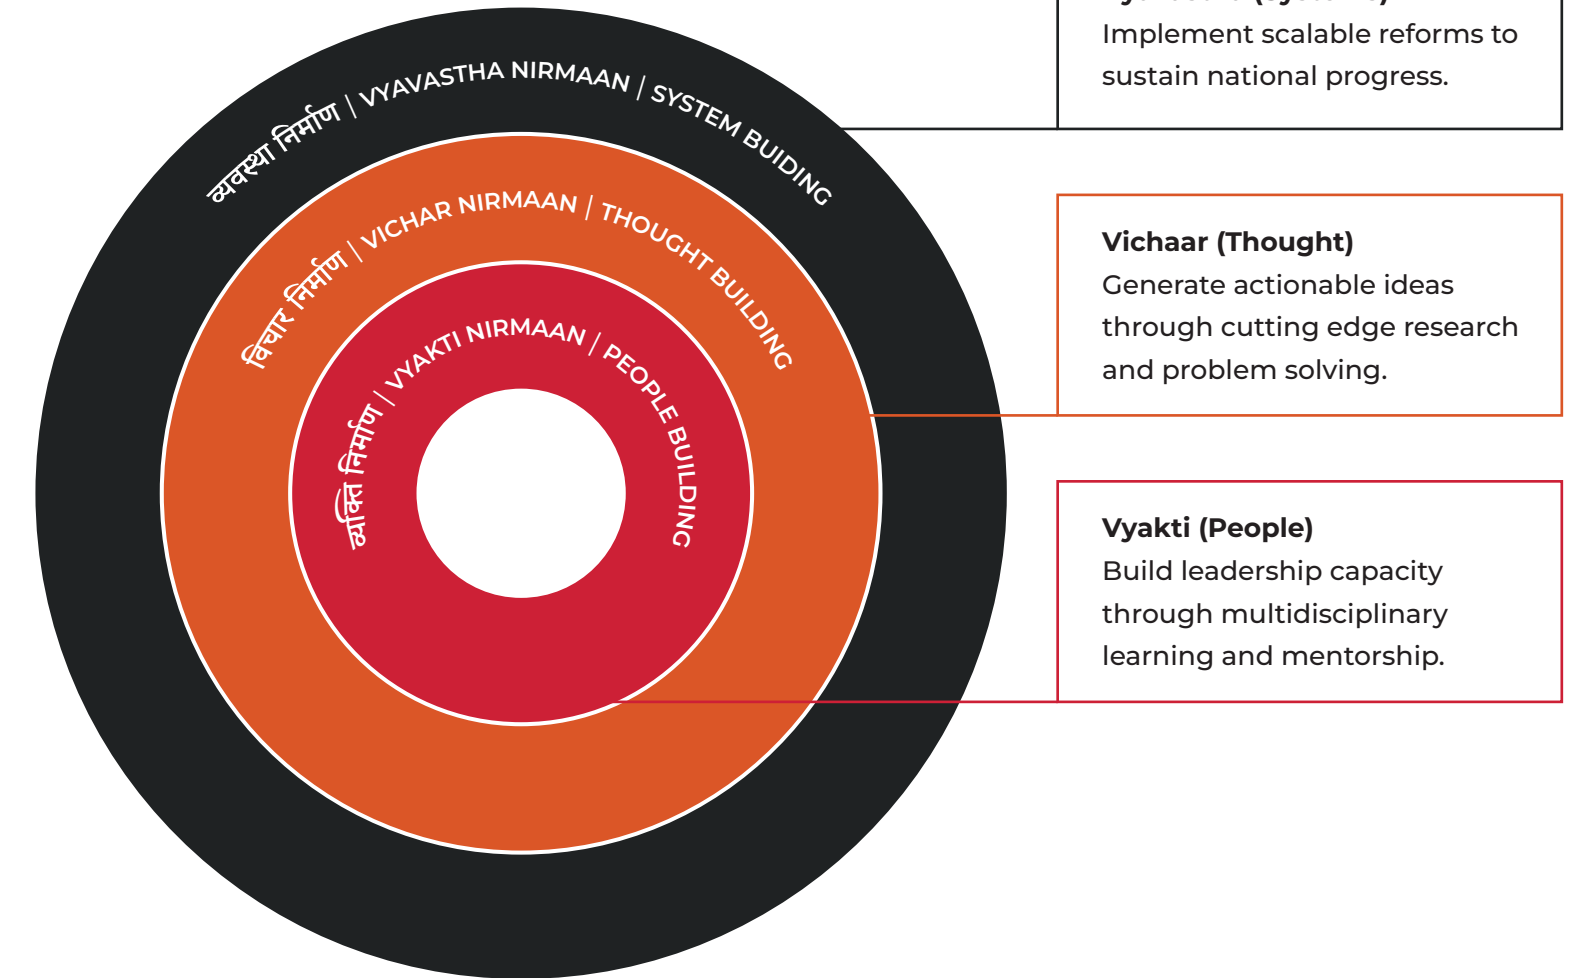 व्यवस्था निर्माण | VYAVASTHA NIRMAAN | SYSTEM BUIDING
विचार निर्माण | VICHAR NIRMAAN | THOUGHT BUILDING
व्यक्ति निर्माण | VYAKTI NIRMAAN | PEOPLE BUILDING
Implement scalable reforms to
sustain national progress.
Vichaar (Thought)
Generate actionable ideas
through cutting edge research
and problem solving.
Vyakti (People)
Build leadership capacity
through multidisciplinary
learning and mentorship.